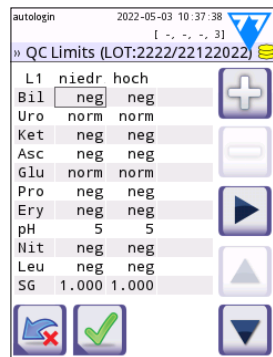 autologin 2022-05-03 10:37:38
[ -, -, -, 3]
» QC Limits (LOT:2222/22122022)
L1 niedr hoch
Bil neg neg
Uro norm norm
Ket neg neg
Asc neg neg
Glu norm norm
Pro neg neg
Ery neg neg
pH 5 5
Nit neg neg
Leu neg neg
SG 1.000 1.000